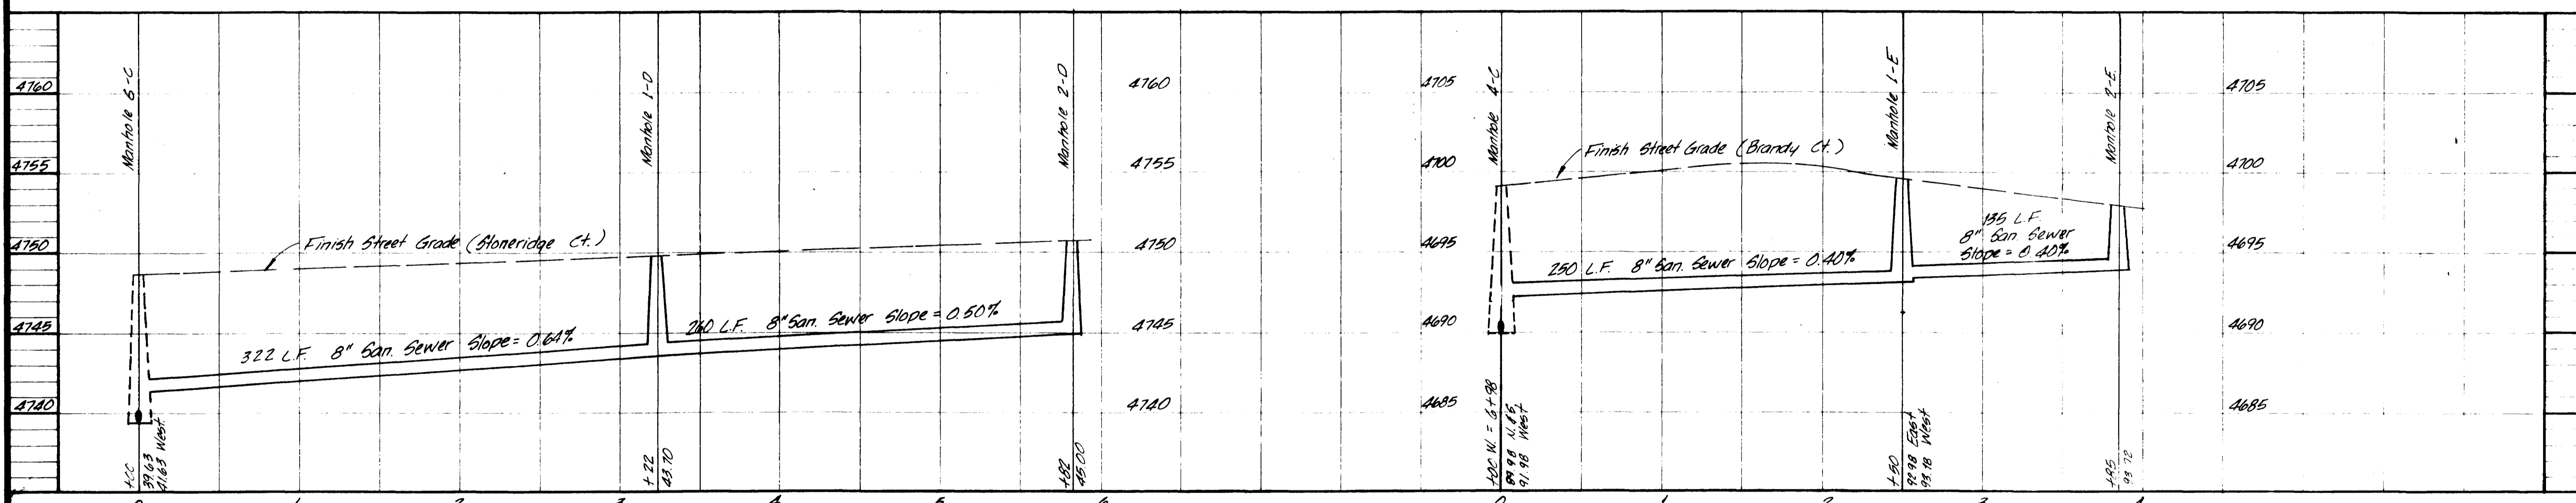 4760
4755
4750
4745
4740
Manhole 6-C
Manhole 1-D
Manhole 2-D
4760
4755
4750
4745
4740
Finish Street Grade (Stoneridge Ct.)
322 L.F. 8" San. Sewer Slope = 0.64%
260 L.F. 8" San. Sewer Slope = 0.50%
39.63
41.63 West
+22
43.70
+82
45.00
0 1 2 3 4 5 6
4705
4700
4695
4690
4685
Manhole 4-C
Manhole 1-E
Manhole 2-E
4705
4700
4695
4690
4685
Finish Street Grade (Brandy Ct.)
250 L.F. 8" San. Sewer Slope = 0.40%
135 L.F.
8" San. Sewer
Slope = 0.40%
= 6+98
89.98
91.98 West
+50
92.98 East
93.18 West
+85
93.72
0 1 2 3 4